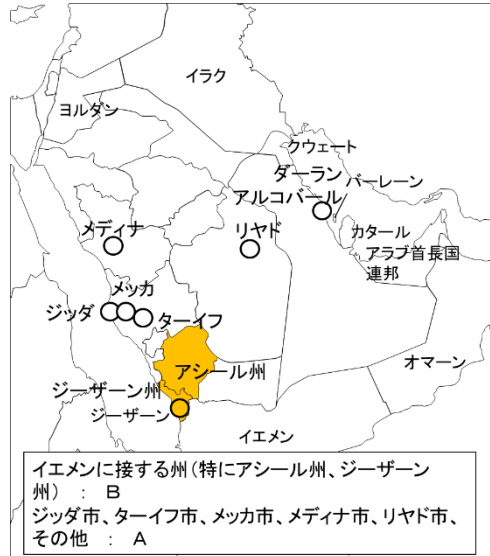 イラク
ヨルダン
クウェート
ダーラン
バーレーン
アルコバール
メディナ
リヤド
カタール
アラブ首長国
連邦
メッカ
ジッダ
ターイフ
オマーン
アシール州
ジーザーン州
ジーザーン
イエメン
イエメンに接する州(特にアシール州、ジーザーン
州) : B
ジッダ市、ターイフ市、メッカ市、メディナ市、リヤド市、
その他 : A